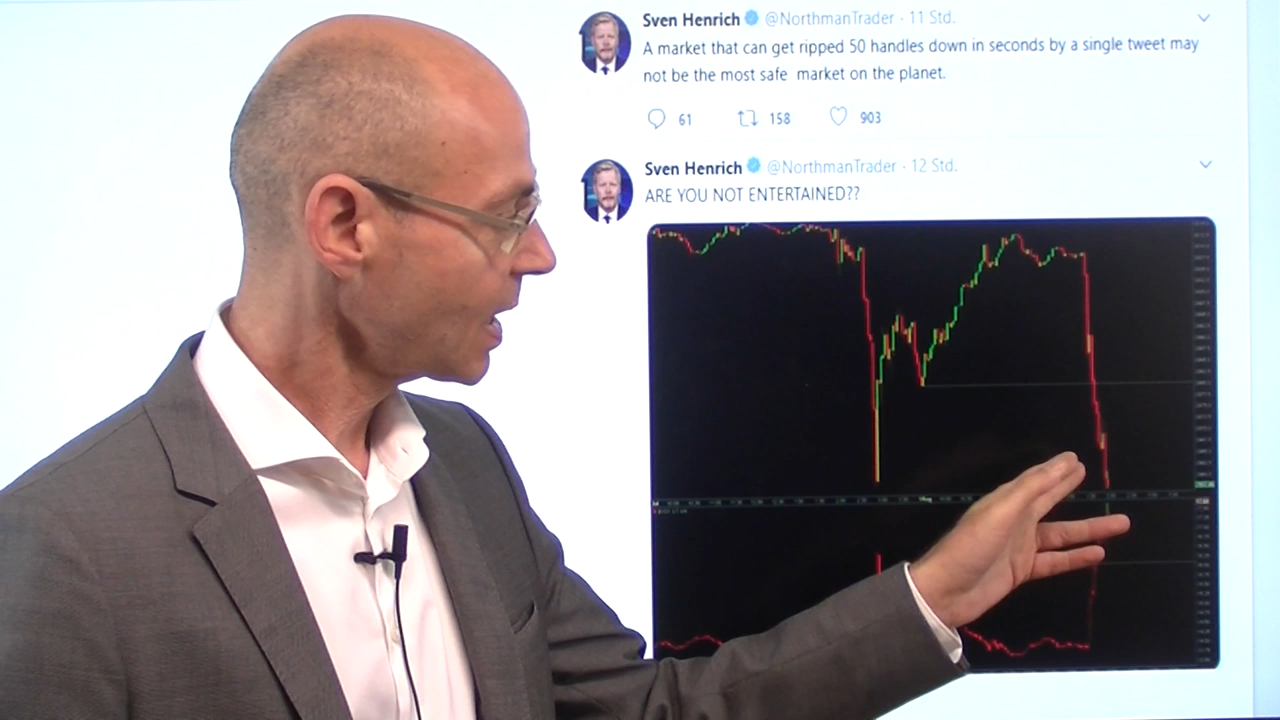 Sven Henrich @NorthmanTrader · 11 Std.
A market that can get ripped 50 handles down in seconds by a single tweet may
not be the most safe market on the planet.
61 158 903
Sven Henrich @NorthmanTrader · 12 Std.
ARE YOU NOT ENTERTAINED??